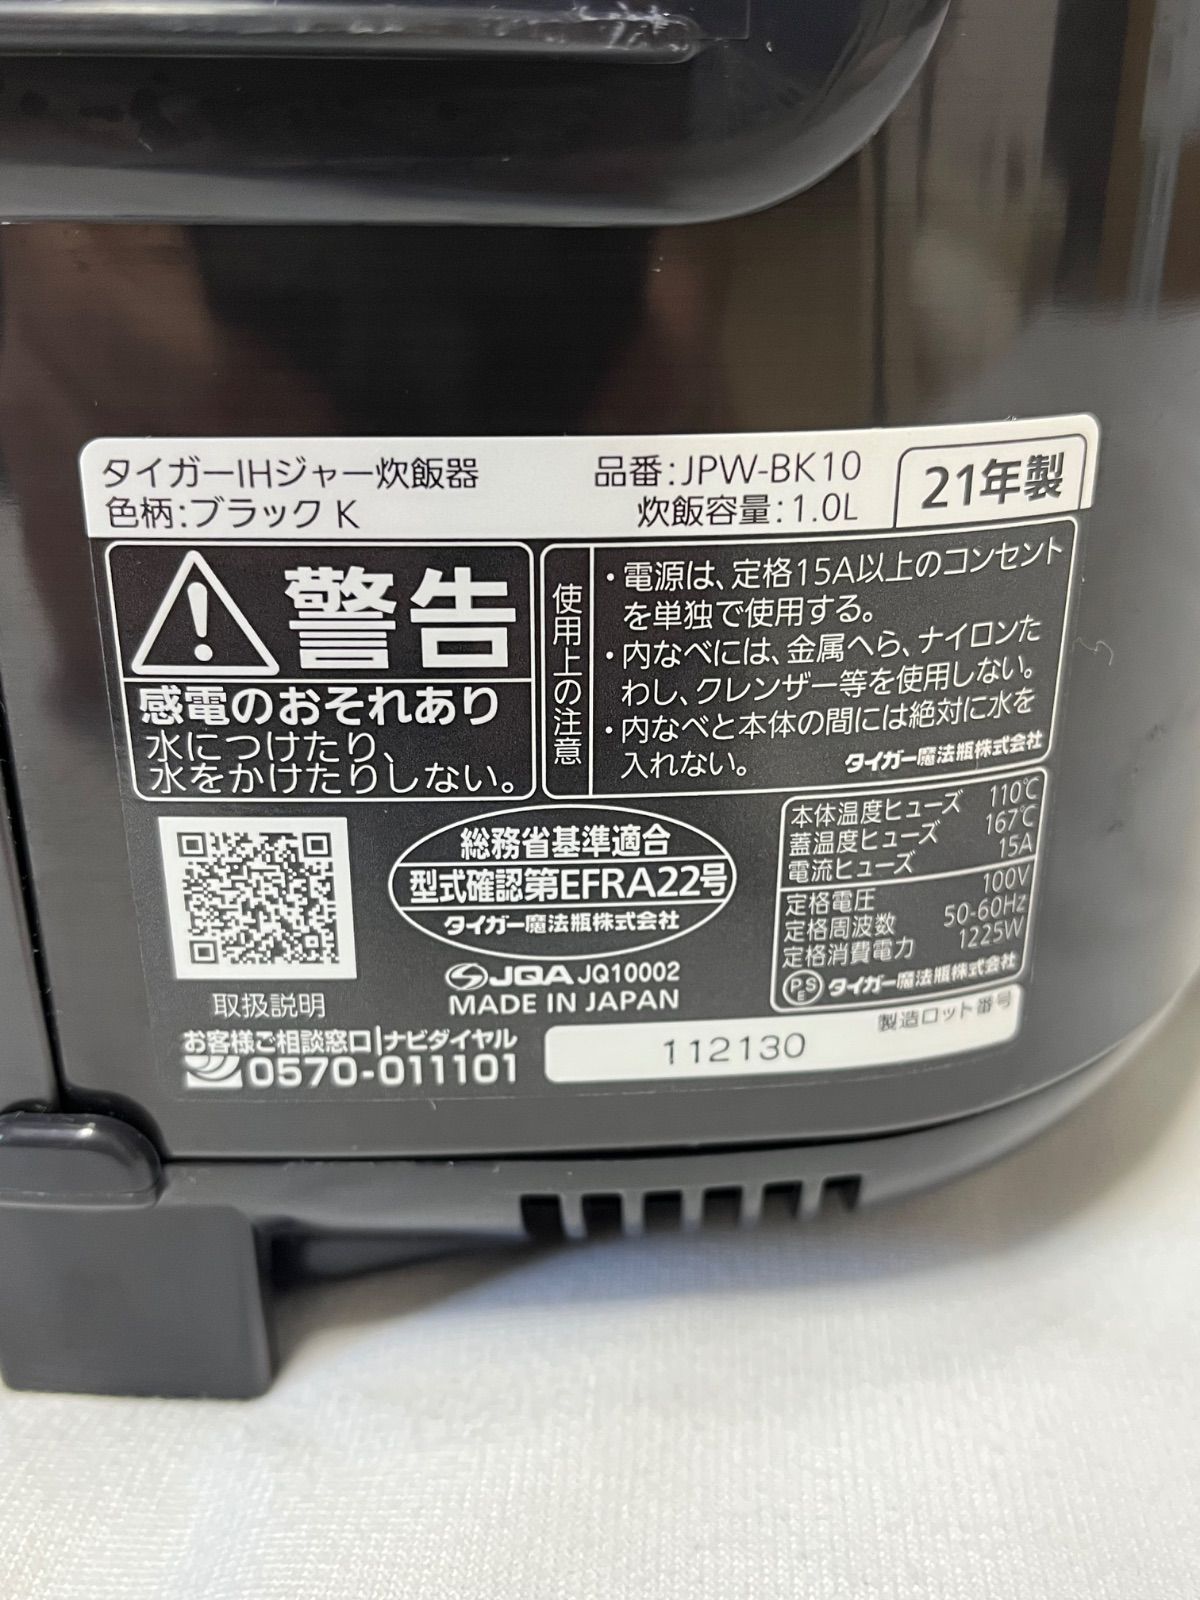 タイガーIHジャー炊飯器
色柄:ブラック K
品番:JPW-BK10
炊飯容量:1.0L
21年製
警告
感電のおそれあり
水につけたり、
水をかけたりしない。
使用上の注意
・電源は、定格15A以上のコンセント
を単独で使用する。
・内なべには、金属へら、ナイロンた
わし、クレンザー等を使用しない。
・内なべと本体の間には絶対に水を
入れない。
タイガー魔法瓶株式会社
取扱説明
お客様ご相談窓口|ナビダイヤル
0570-011101
総務省基準適合
型式確認第EFRA22号
タイガー魔法瓶株式会社
JQA JQ10002
MADE IN JAPAN
本体温度ヒューズ 110℃
蓋温度ヒューズ 167℃
電流ヒューズ 15A
定格電圧 100V
定格周波数 50-60Hz
定格消費電力 1225W
PSE タイガー魔法瓶株式会社
製造ロット番号
112130